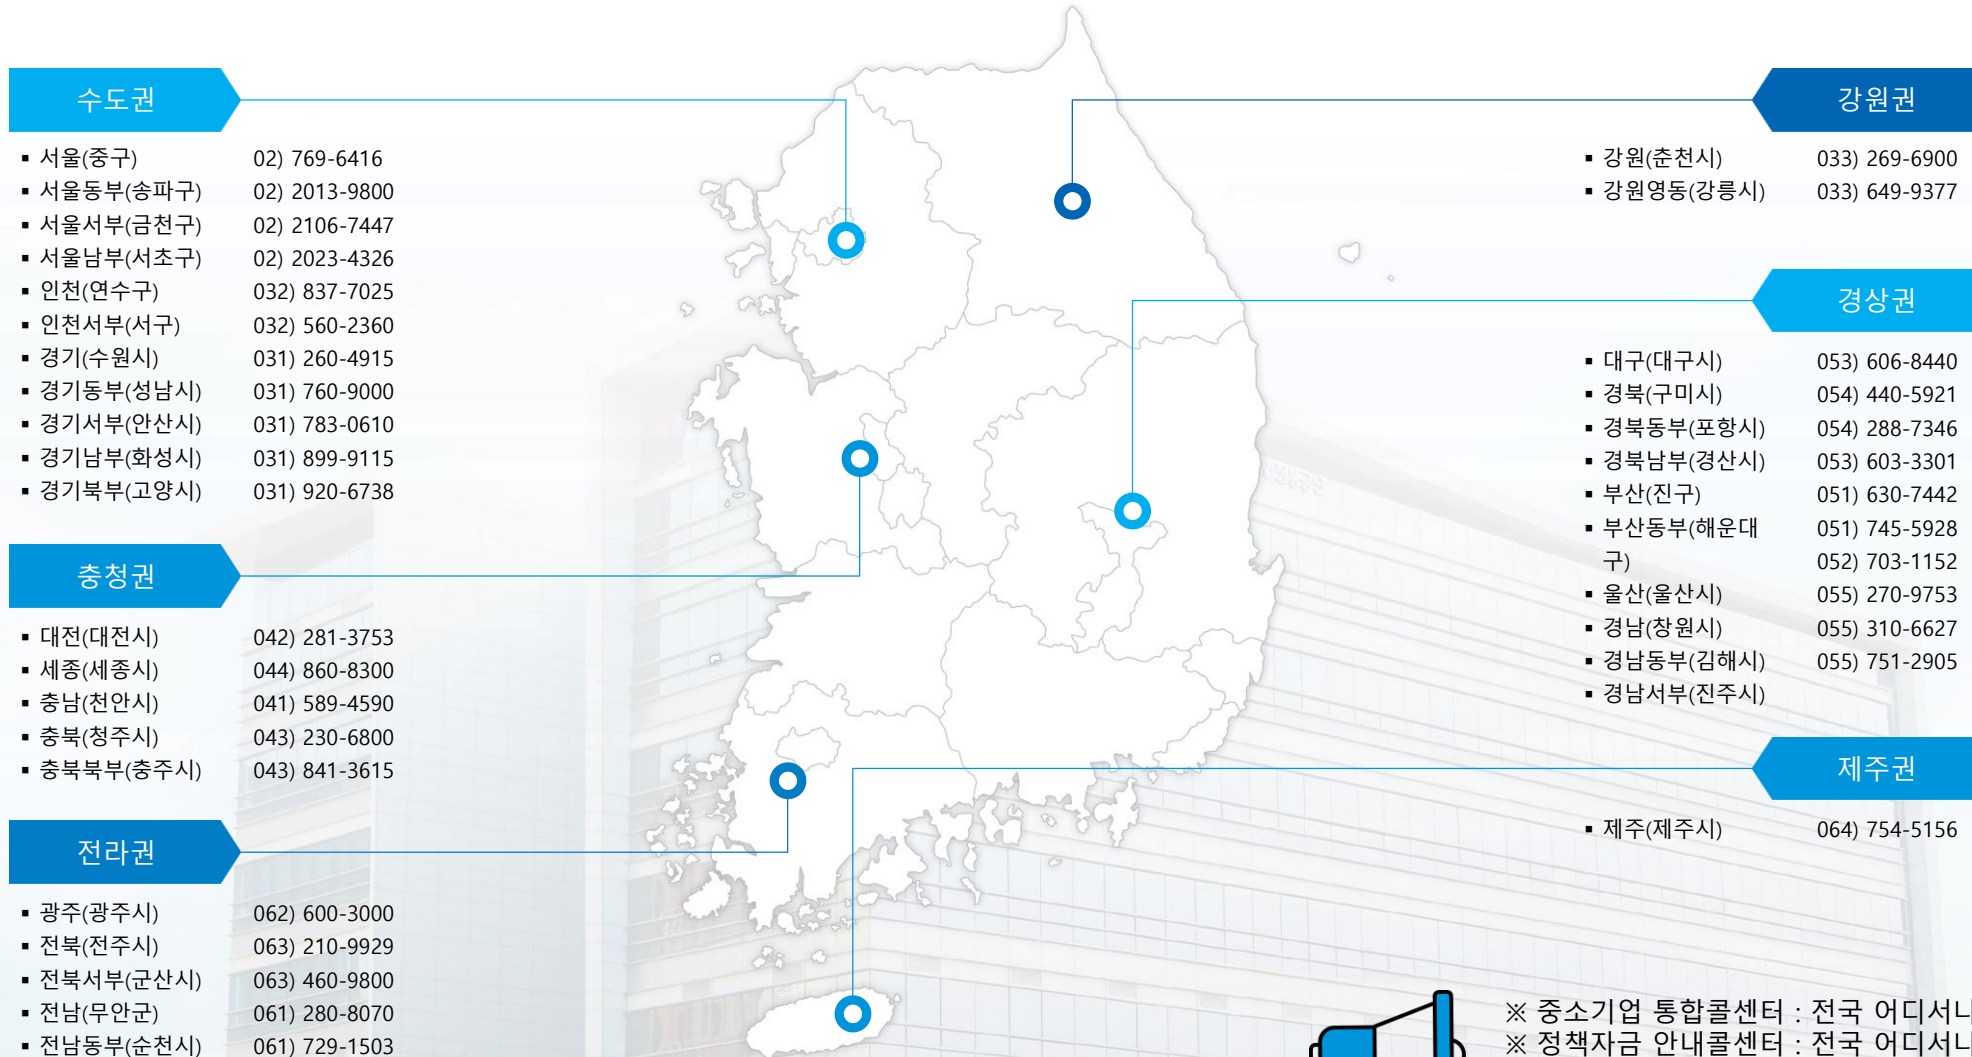 수도권
▪ 서울(중구) 02) 769-6416
▪ 서울동부(송파구) 02) 2013-9800
▪ 서울서부(금천구) 02) 2106-7447
▪ 서울남부(서초구) 02) 2023-4326
▪ 인천(연수구) 032) 837-7025
▪ 인천서부(서구) 032) 560-2360
▪ 경기(수원시) 031) 260-4915
▪ 경기동부(성남시) 031) 760-9000
▪ 경기서부(안산시) 031) 783-0610
▪ 경기남부(화성시) 031) 899-9115
▪ 경기북부(고양시) 031) 920-6738
충청권
▪ 대전(대전시) 042) 281-3753
▪ 세종(세종시) 044) 860-8300
▪ 충남(천안시) 041) 589-4590
▪ 충북(청주시) 043) 230-6800
▪ 충북북부(충주시) 043) 841-3615
전라권
▪ 광주(광주시) 062) 600-3000
▪ 전북(전주시) 063) 210-9929
▪ 전북서부(군산시) 063) 460-9800
▪ 전남(무안군) 061) 280-8070
▪ 전남동부(순천시) 061) 729-1503
강원권
▪ 강원(춘천시) 033) 269-6900
▪ 강원영동(강릉시) 033) 649-9377
경상권
▪ 대구(대구시) 053) 606-8440
▪ 경북(구미시) 054) 440-5921
▪ 경북동부(포항시) 054) 288-7346
▪ 경북남부(경산시) 053) 603-3301
▪ 부산(진구) 051) 630-7442
▪ 부산동부(해운대 051) 745-5928
구) 052) 703-1152
▪ 울산(울산시) 055) 270-9753
▪ 경남(창원시) 055) 310-6627
▪ 경남동부(김해시) 055) 751-2905
▪ 경남서부(진주시)
제주권
▪ 제주(제주시) 064) 754-5156
※ 중소기업 통합콜센터 : 전국 어디서나
※ 정책자금 안내콜센터 : 전국 어디서나